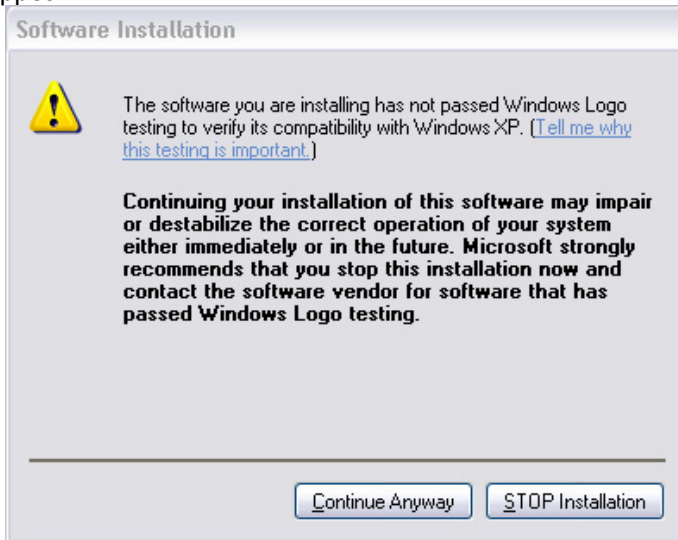 Software Installation
The software you are installing has not passed Windows Logo
testing to verify its compatibility with Windows XP. (Tell me why
this testing is important.)
Continuing your installation of this software may impair
or destabilize the correct operation of your system
either immediately or in the future. Microsoft strongly
recommends that you stop this installation now and
contact the software vendor for software that has
passed Windows Logo testing.
Continue Anyway
STOP Installation